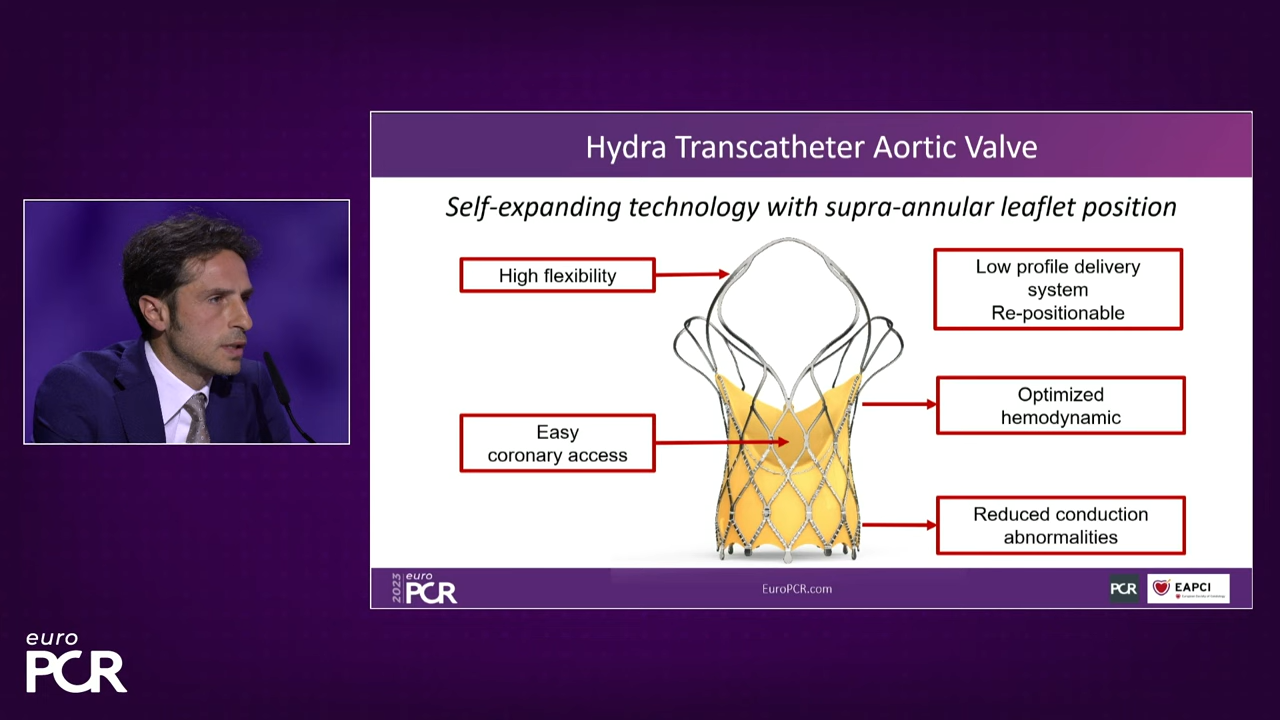 Hydra Transcatheter Aortic Valve
Self-expanding technology with supra-annular leaflet position
High flexibility
Low profile delivery
system
Re-positionable
Easy
coronary access
Optimized
hemodynamic
Reduced conduction
abnormalities
2023
euro
PCR
EuroPCR.com
PCR
EAPCI
euro
PCR